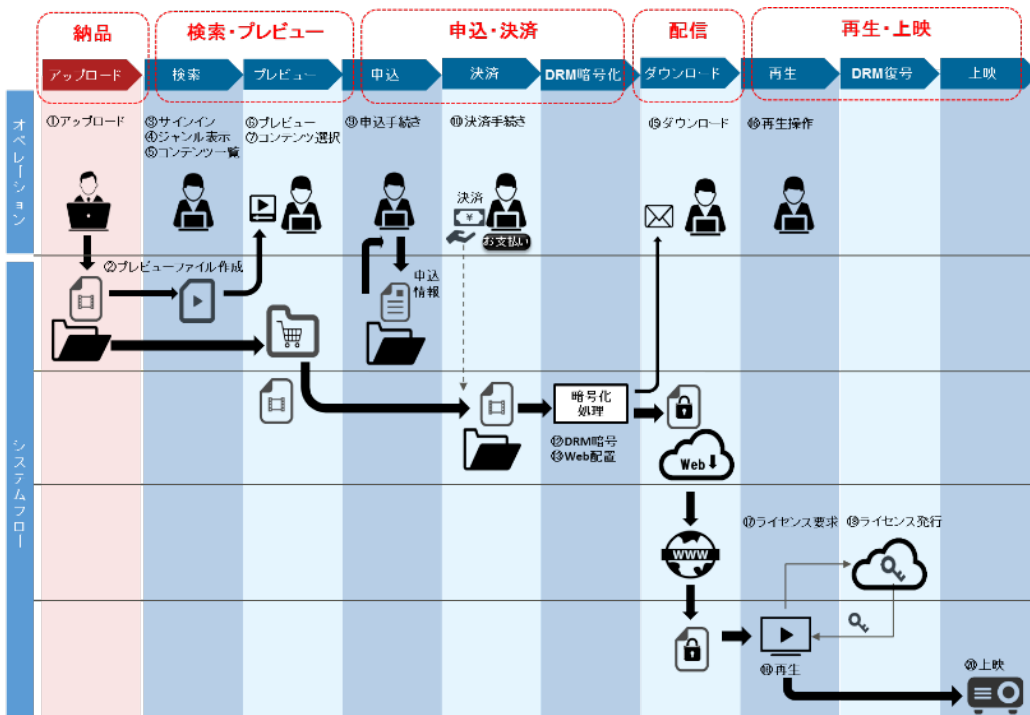 納品
検索・プレビュー
申込・決済
配信
再生・上映
アップロード
検索
プレビュー
申込
決済
DRM暗号化
ダウンロード
再生
DRM復号
上映
オペレーション
①アップロード
③サインイン
④ジャンル表示
⑤コンテンツ一覧
⑥プレビュー
⑦コンテンツ選択
⑨申込手続き
⑩決済手続き
⑮ダウンロード
⑯再生操作
決済
¥
お支払い
システムフロー
②プレビューファイル作成
申込
情報
暗号化
処理
⑫DRM暗号
⑬Web配置
Web
WWW
⑰ライセンス要求
⑱ライセンス発行
⑲再生
⑳上映